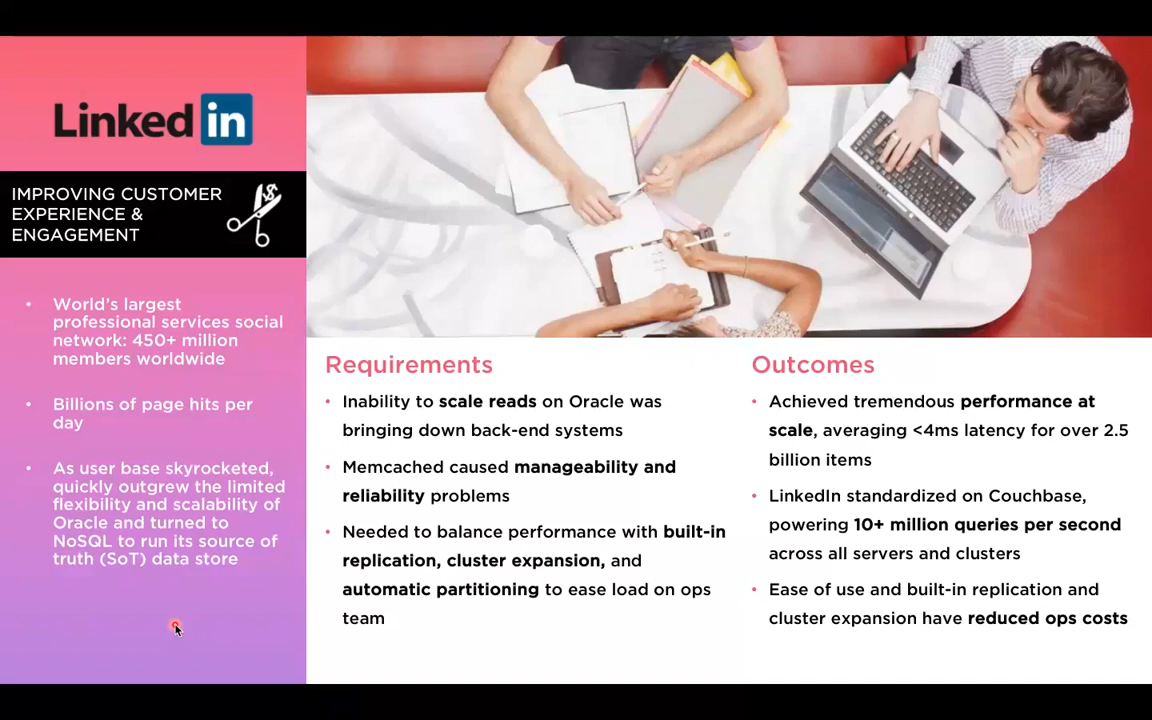 Linked in
IMPROVING CUSTOMER
EXPERIENCE &
ENGAGEMENT
• World's largest
professional services social
network: 450+ million
members worldwide
• Billions of page hits per
day
• As user base skyrocketed,
quickly outgrew the limited
flexibility and scalability of
Oracle and turned to
NoSQL to run its source of
truth (SoT) data store
Requirements
• Inability to scale reads on Oracle was
bringing down back-end systems
• Memcached caused manageability and
reliability problems
• Needed to balance performance with built-in
replication, cluster expansion, and
automatic partitioning to ease load on ops
team
Outcomes
• Achieved tremendous performance at
scale, averaging <4ms latency for over 2.5
billion items
• LinkedIn standardized on Couchbase,
powering 10+ million queries per second
across all servers and clusters
• Ease of use and built-in replication and
cluster expansion have reduced ops costs